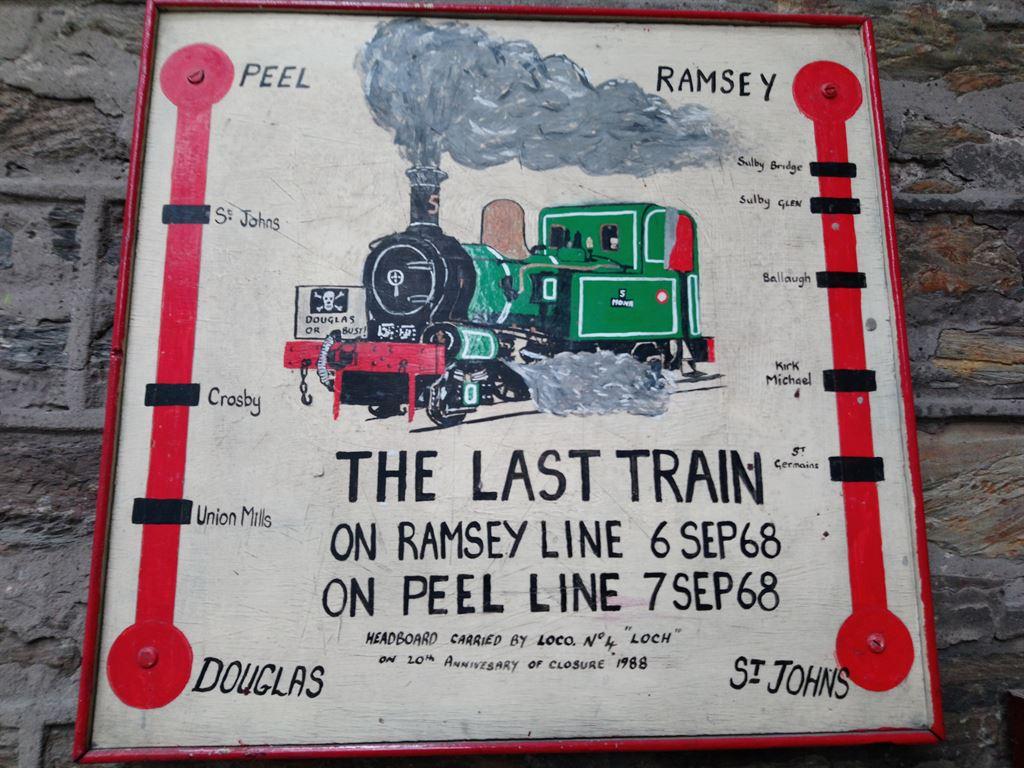 PEEL
RAMSEY
Sulby Bridge
Sulby GLEN
St Johns
5
Ballaugh
DOUGLAS
OR BUST!
5
MONA
Kirk
Michael
Crosby
ST
Germains
THE LAST TRAIN
Union Mills
ON RAMSEY LINE 6 SEP 68
ON PEEL LINE 7 SEP 68
HEADBOARD CARRIED BY LOCO. No 4 "LOCH"
ON 20th ANNIVESARY OF CLOSURE 1988
DOUGLAS
ST JOHNS